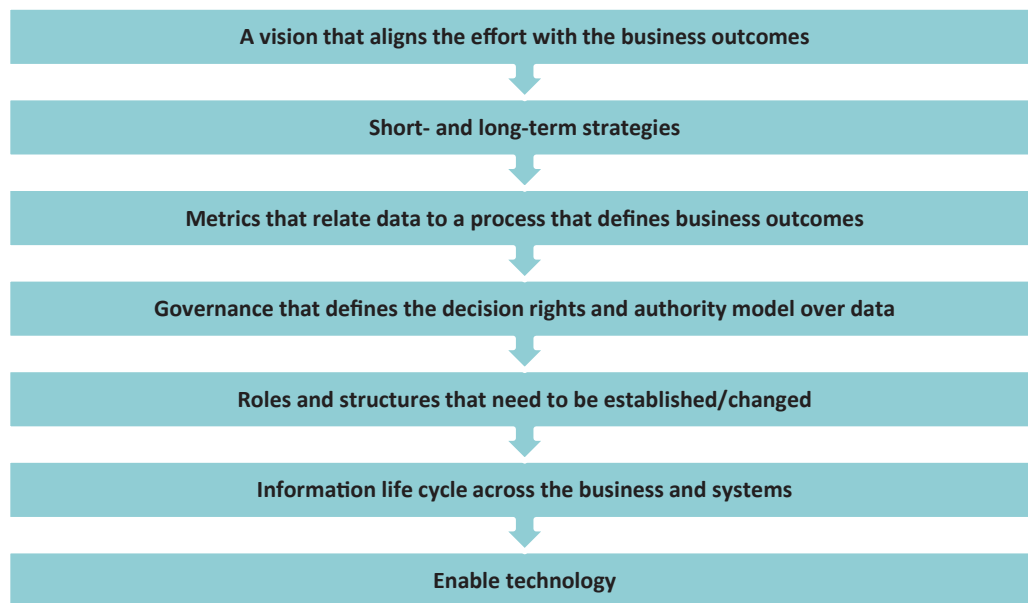 A vision that aligns the effort with the business outcomes
Short- and long-term strategies
Metrics that relate data to a process that defines business outcomes
Governance that defines the decision rights and authority model over data
Roles and structures that need to be established/changed
Information life cycle across the business and systems
Enable technology